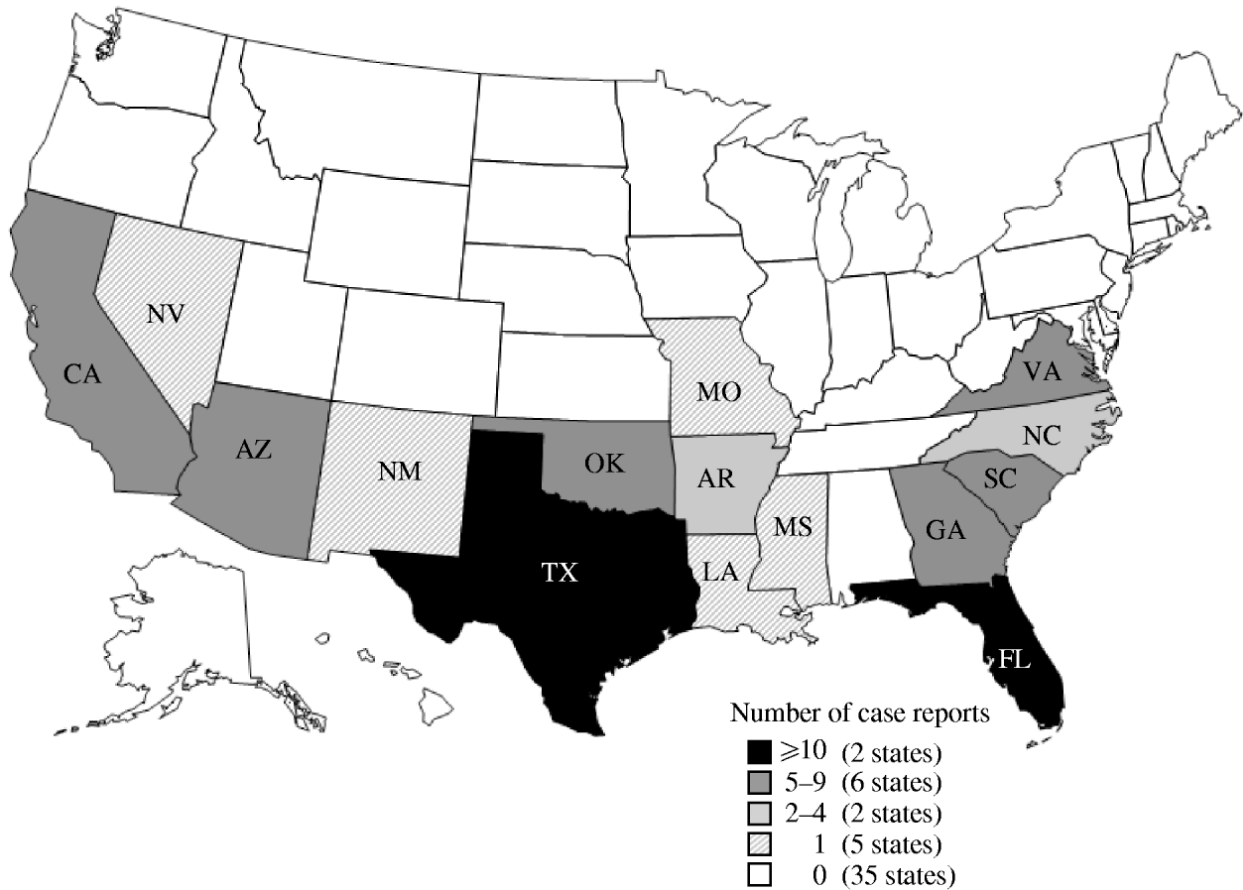 NV
CA
MO
VA
AZ
NM
OK
AR
NC
SC
MS
GA
TX
LA
FL
Number of case reports
⩾10 (2 states)
5–9 (6 states)
2–4 (2 states)
1 (5 states)
0 (35 states)